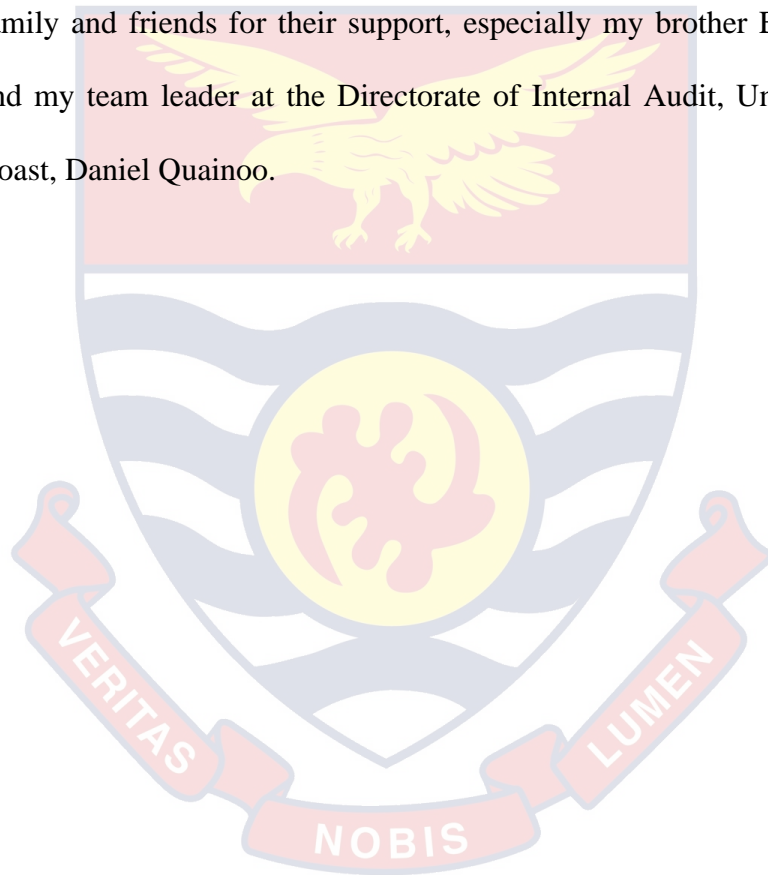 amily and friends for their support, especially my brother E
nd my team leader at the Directorate of Internal Audit, Un
oast, Daniel Quainoo.
VERITAS
NOBIS
LUMEN